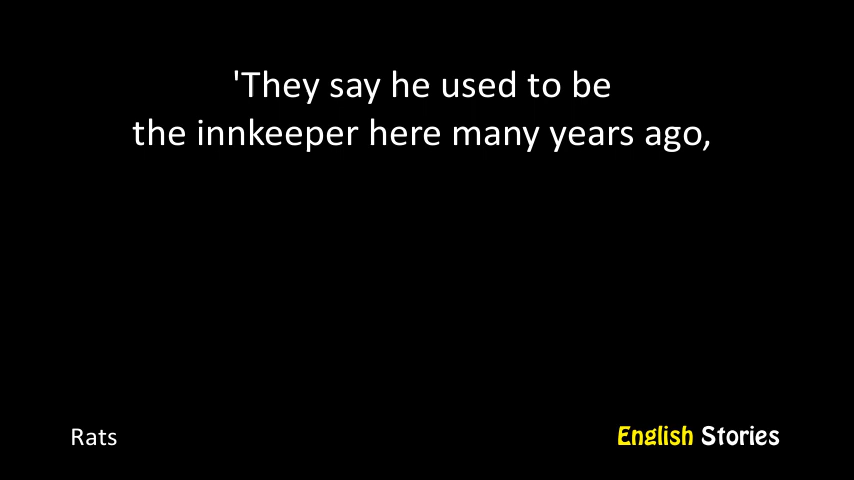 'They say he used to be
the innkeeper here many years ago,
Rats
English Stories